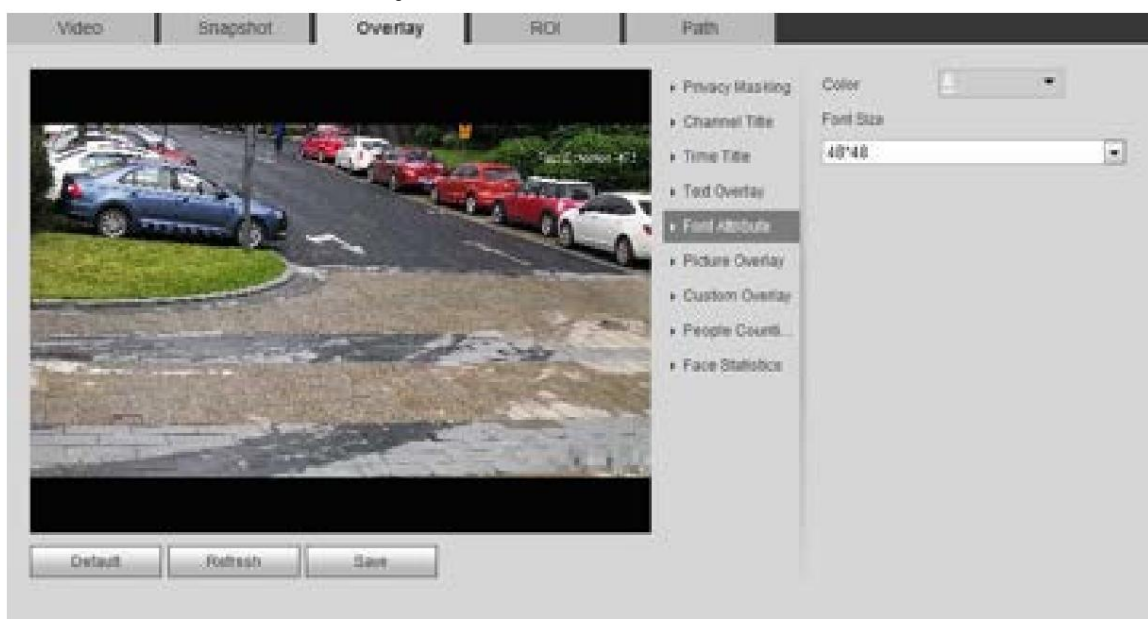 Video
Snapshot
Overlay
ROI
Path
Privacy Masking
Channel Title
Time Title
Text Overlay
Font Attribute
Picture Overlay
Custom Overlay
People Counti...
Face Statistics
Color
Font Size
48*48
Default
Refresh
Save